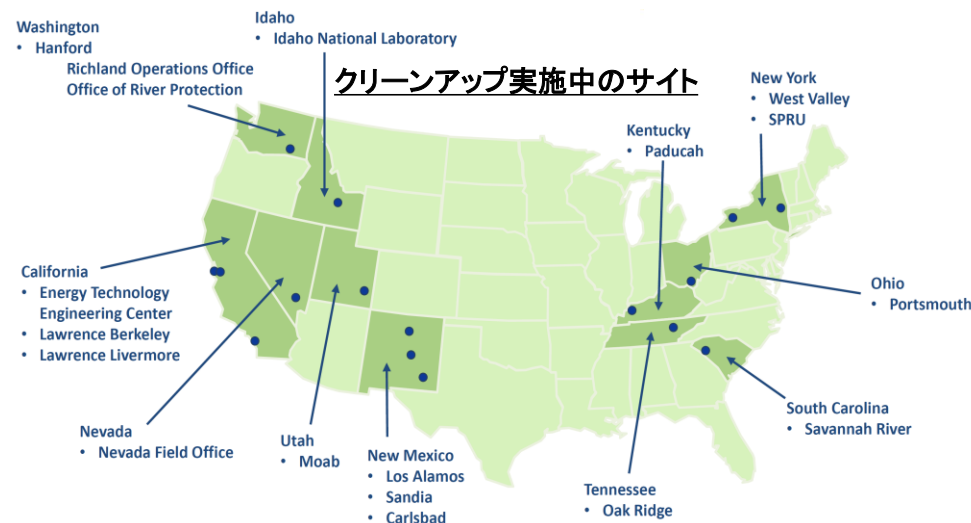 クリーンアップ実施中のサイト
Washington
• Hanford
Richland Operations Office
Office of River Protection
Idaho
• Idaho National Laboratory
New York
• West Valley
• SPRU
Kentucky
• Paducah
California
• Energy Technology
Engineering Center
• Lawrence Berkeley
• Lawrence Livermore
Ohio
• Portsmouth
Nevada
• Nevada Field Office
Utah
• Moab
New Mexico
• Los Alamos
• Sandia
• Carlsbad
Tennessee
• Oak Ridge
South Carolina
• Savannah River